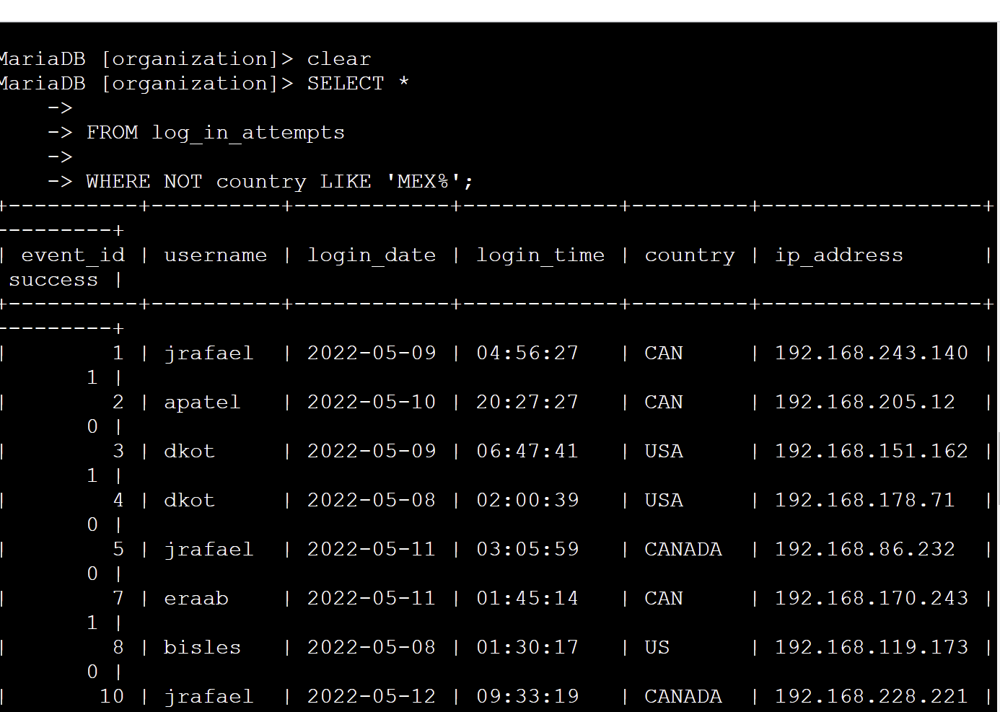 MariaDB [organization]> clear
MariaDB [organization]> SELECT *
    ->
    -> FROM log_in_attempts
    ->
    -> WHERE NOT country LIKE 'MEX%';
+----------+----------+------------+------------+---------+-----------------+
---------+
| event_id | username | login_date | login_time | country | ip_address      |
 success |
+----------+----------+------------+------------+---------+-----------------+
---------+
|        1 | jrafael  | 2022-05-09 | 04:56:27   | CAN     | 192.168.243.140 |
       1 |
|        2 | apatel   | 2022-05-10 | 20:27:27   | CAN     | 192.168.205.12  |
       0 |
|        3 | dkot     | 2022-05-09 | 06:47:41   | USA     | 192.168.151.162 |
       1 |
|        4 | dkot     | 2022-05-08 | 02:00:39   | USA     | 192.168.178.71  |
       0 |
|        5 | jrafael  | 2022-05-11 | 03:05:59   | CANADA  | 192.168.86.232  |
       0 |
|        7 | eraab    | 2022-05-11 | 01:45:14   | CAN     | 192.168.170.243 |
       1 |
|        8 | bisles   | 2022-05-08 | 01:30:17   | US      | 192.168.119.173 |
       0 |
|       10 | jrafael  | 2022-05-12 | 09:33:19   | CANADA  | 192.168.228.221 |